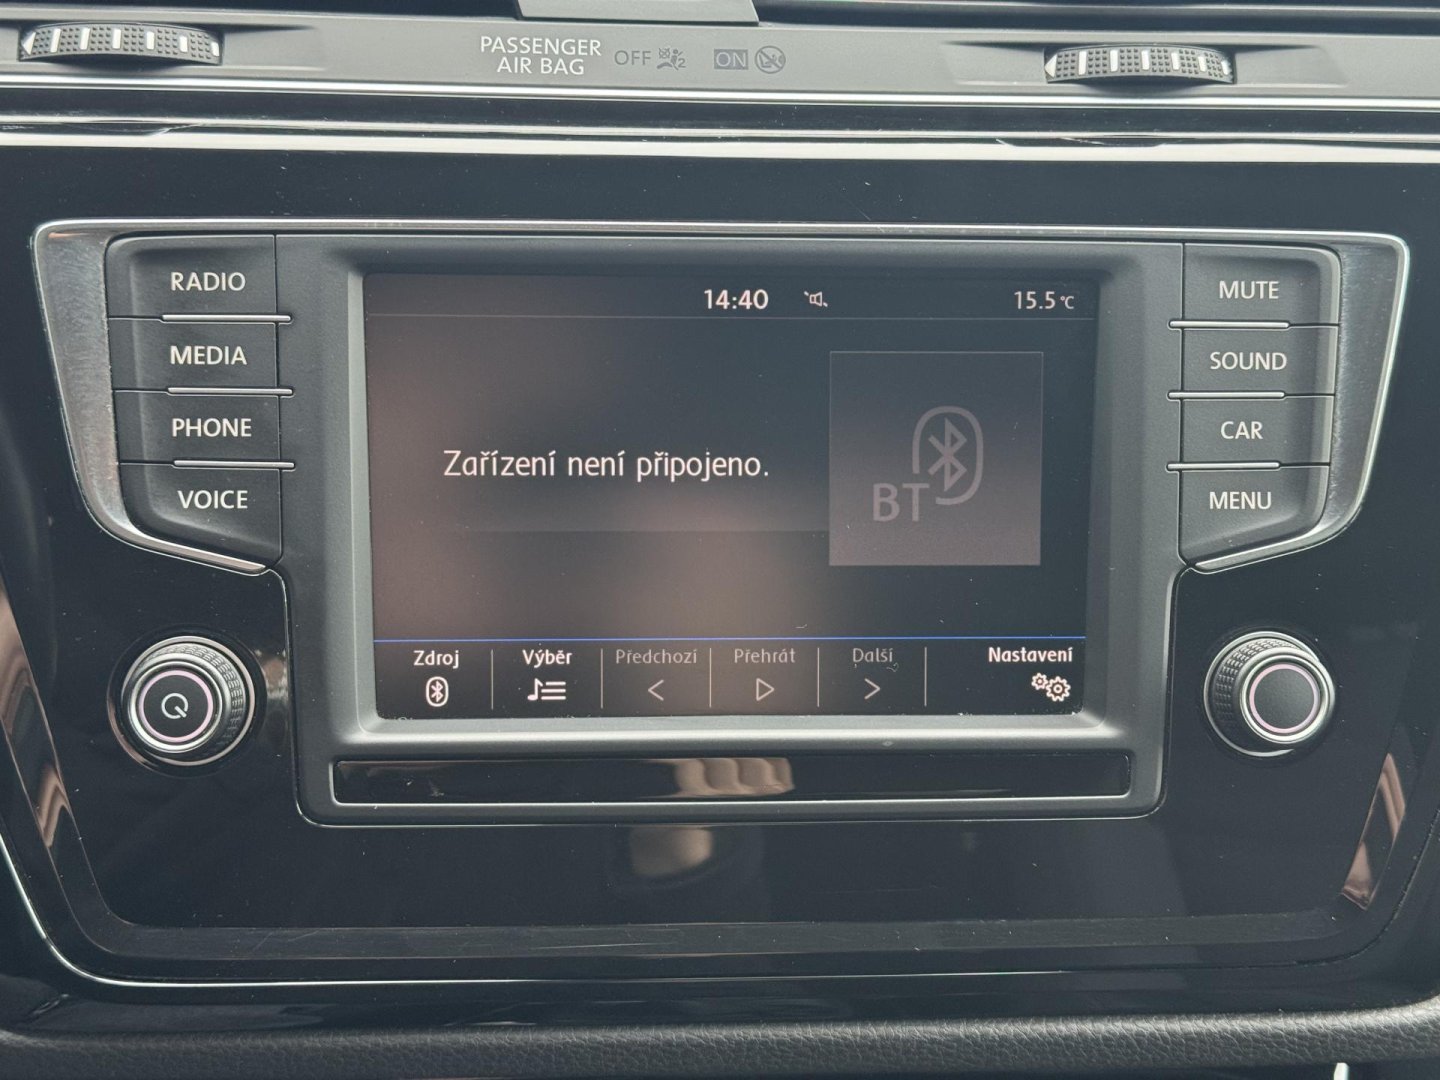 PASSENGER
AIR BAG
OFF
ON
RADIO
MEDIA
PHONE
VOICE
14:40
15.5 °C
Zařízení není připojeno.
BT
Zdroj
Výběr
Předchozí
Přehrát
Další
Nastavení
MUTE
SOUND
CAR
MENU